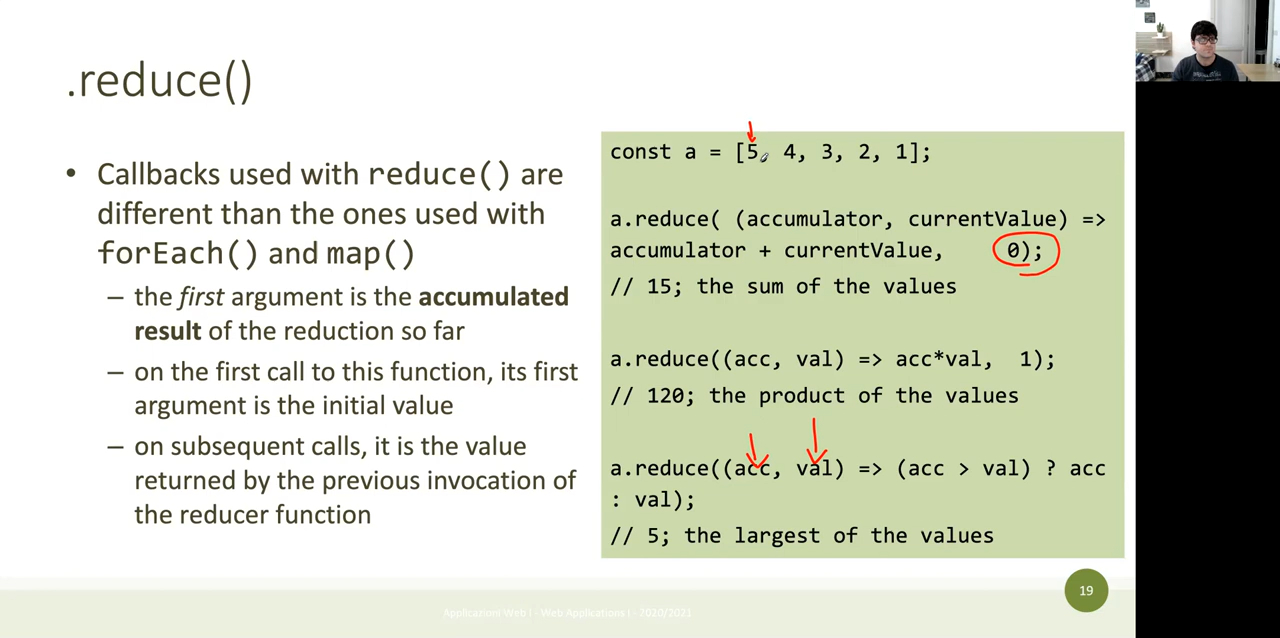 .reduce()
• Callbacks used with reduce() are
different than the ones used with
forEach() and map()
– the first argument is the accumulated
result of the reduction so far
– on the first call to this function, its first
argument is the initial value
– on subsequent calls, it is the value
returned by the previous invocation of
the reducer function
const a = [5, 4, 3, 2, 1];
a.reduce( (accumulator, currentValue) =>
accumulator + currentValue, 0);
// 15; the sum of the values
a.reduce((acc, val) => acc*val, 1);
// 120; the product of the values
a.reduce((acc, val) => (acc > val) ? acc
: val);
// 5; the largest of the values
Applicazioni Web I - Web Applications I - 2020/2021
19